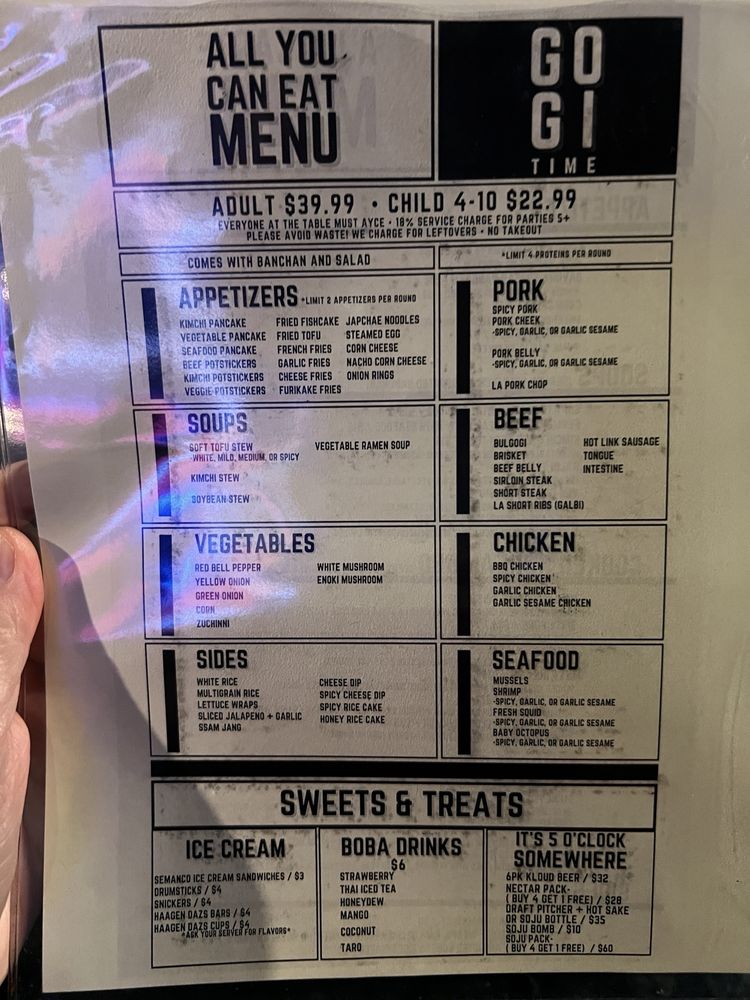 ALL YOU
CAN EAT
MENU
GO
GI
TIME
ADULT $39.99 • CHILD 4-10 $22.99
EVERYONE AT THE TABLE MUST AYCE • 18% SERVICE CHARGE FOR PARTIES 5+
PLEASE AVOID WASTE! WE CHARGE FOR LEFTOVERS • NO TAKEOUT
COMES WITH BANCHAN AND SALAD
*LIMIT 4 PROTEINS PER ROUND
APPETIZERS *LIMIT 2 APPETIZERS PER ROUND
KIMCHI PANCAKE
VEGETABLE PANCAKE
SEAFOOD PANCAKE
BEEF POTSTICKERS
KIMCHI POTSTICKERS
VEGGIE POTSTICKERS
FRIED FISHCAKE
FRIED TOFU
FRENCH FRIES
GARLIC FRIES
CHEESE FRIES
FURIKAKE FRIES
JAPCHAE NOODLES
STEAMED EGG
CORN CHEESE
NACHO CORN CHEESE
ONION RINGS
PORK
SPICY PORK
PORK CHEEK
-SPICY, GARLIC, OR GARLIC SESAME
PORK BELLY
-SPICY, GARLIC, OR GARLIC SESAME
LA PORK CHOP
SOUPS
SOFT TOFU STEW
-WHITE, MILD, MEDIUM, OR SPICY
KIMCHI STEW
SOYBEAN STEW
VEGETABLE RAMEN SOUP
BEEF
BULGOGI
BRISKET
BEEF BELLY
SIRLOIN STEAK
SHORT STEAK
LA SHORT RIBS (GALBI)
HOT LINK SAUSAGE
TONGUE
INTESTINE
VEGETABLES
RED BELL PEPPER
YELLOW ONION
GREEN ONION
CORN
ZUCHINNI
WHITE MUSHROOM
ENOKI MUSHROOM
CHICKEN
BBQ CHICKEN
SPICY CHICKEN
GARLIC CHICKEN
GARLIC SESAME CHICKEN
SIDES
WHITE RICE
MULTIGRAIN RICE
LETTUCE WRAPS
SLICED JALAPENO + GARLIC
SSAM JANG
CHEESE DIP
SPICY CHEESE DIP
SPICY RICE CAKE
HONEY RICE CAKE
SEAFOOD
MUSSELS
SHRIMP
-SPICY, GARLIC, OR GARLIC SESAME
FRESH SQUID
-SPICY, GARLIC, OR GARLIC SESAME
BABY OCTOPUS
-SPICY, GARLIC, OR GARLIC SESAME
SWEETS & TREATS
ICE CREAM
SEMANCO ICE CREAM SANDWICHES / $3
DRUMSTICKS / $4
SNICKERS / $4
HAAGEN DAZS BARS / $4
HAAGEN DAZS CUPS / $4
*ASK YOUR SERVER FOR FLAVORS*
BOBA DRINKS
$6
STRAWBERRY
THAI ICED TEA
HONEYDEW
MANGO
COCONUT
TARO
IT'S 5 O'CLOCK
SOMEWHERE
6PK KLOUD BEER / $32
NECTAR PACK-
( BUY 4 GET 1 FREE) / $28
DRAFT PITCHER + HOT SAKE
OR SOJU BOTTLE / $35
SOJU BOMB / $10
SOJU PACK-
( BUY 4 GET 1 FREE) / $60